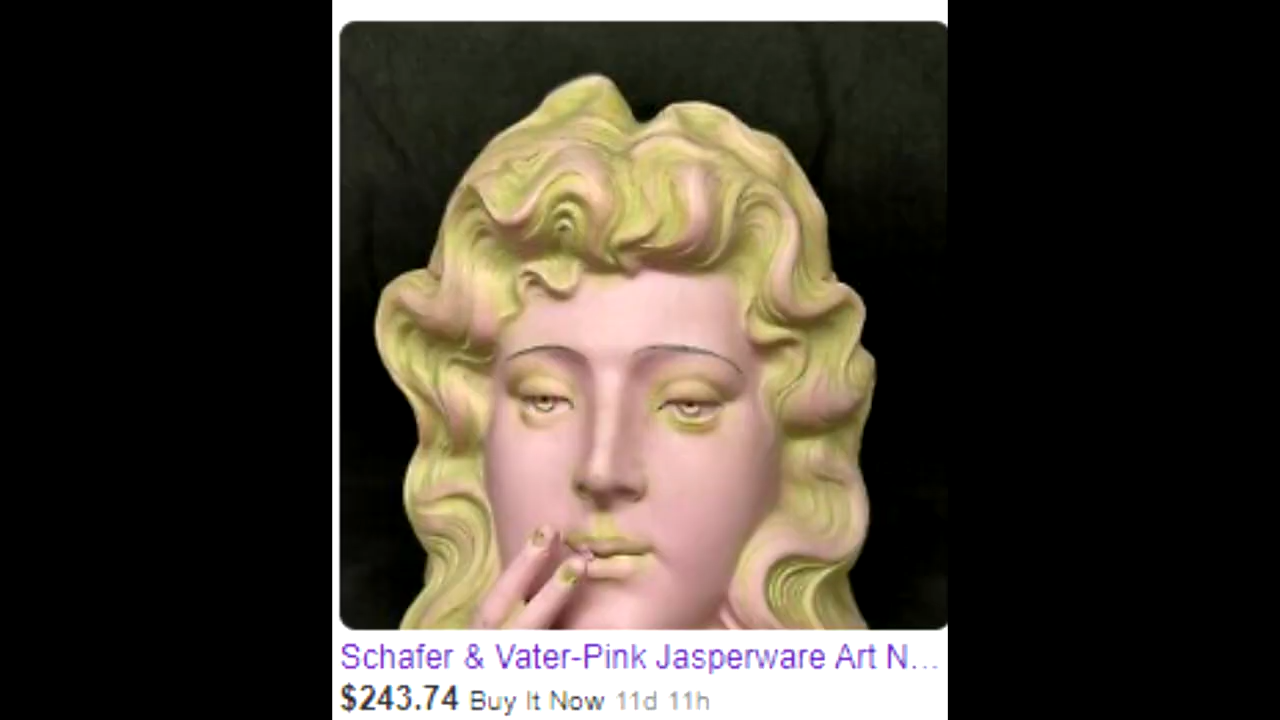 Schafer & Vater-Pink Jasperware Art N...
$243.74 Buy It Now 11d 11h